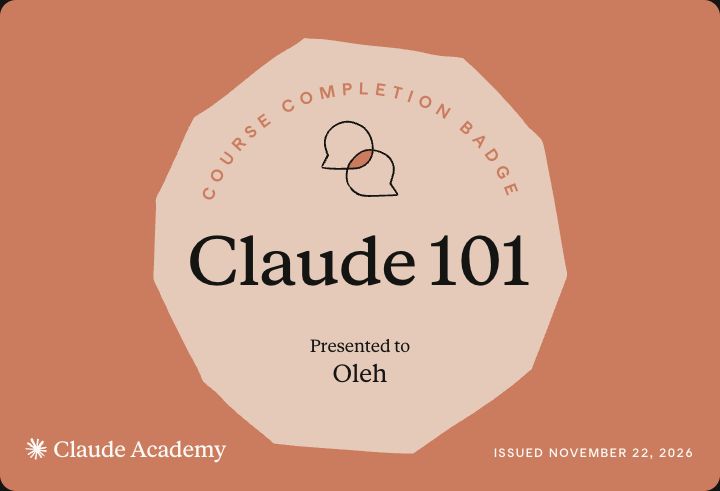 COURSE COMPLETION BADGE
Claude 101
Presented to
Oleh
Claude Academy
ISSUED NOVEMBER 22, 2026